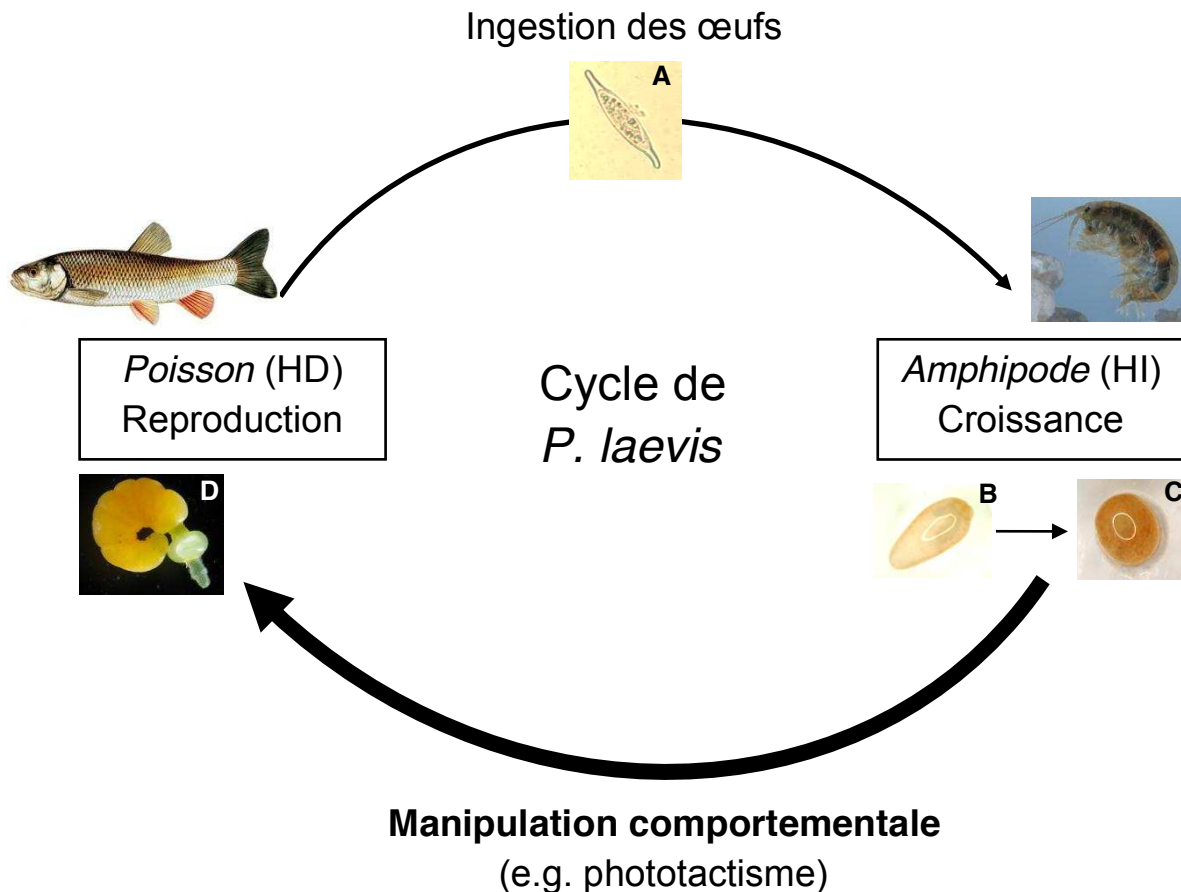 Ingestion des œufs
A
Poisson (HD)
Reproduction
Cycle de
P. laevis
Amphipode (HI)
Croissance
D
B
C
Manipulation comportementale
(e.g. phototactisme)